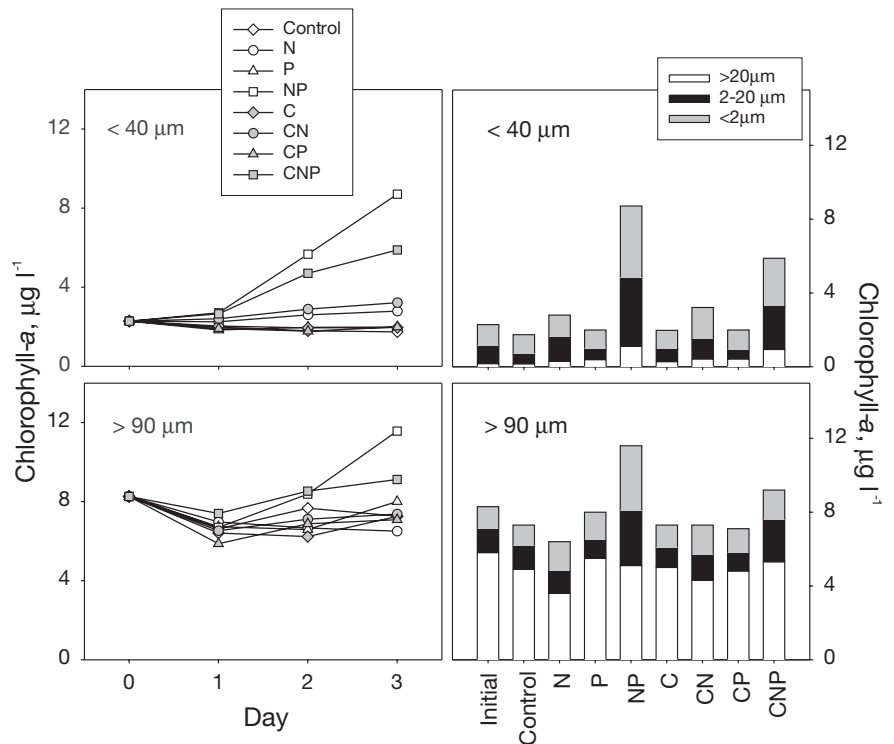 Control
N
P
NP
C
CN
CP
CNP
>20μm
2-20 μm
<2μm
12
8
4
0
< 40 μm
< 40 μm
12
8
4
0
Chlorophyll-a, μg l⁻¹
Chlorophyll-a, μg l⁻¹
12
8
4
0
> 90 μm
> 90 μm
12
8
4
0
0 1 2 3
Day
Initial
Control
N
P
NP
C
CN
CP
CNP